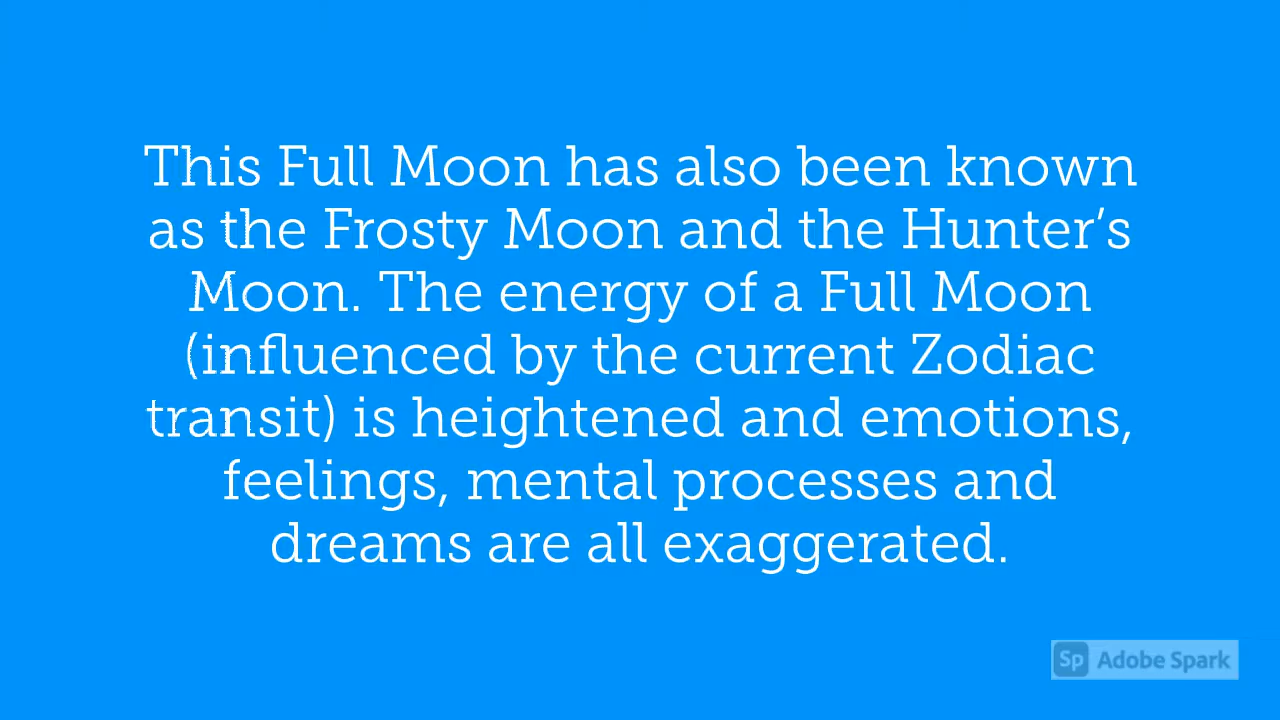 This Full Moon has also been known
as the Frosty Moon and the Hunter’s
Moon. The energy of a Full Moon
(influenced by the current Zodiac
transit) is heightened and emotions,
feelings, mental processes and
dreams are all exaggerated.
Sp Adobe Spark